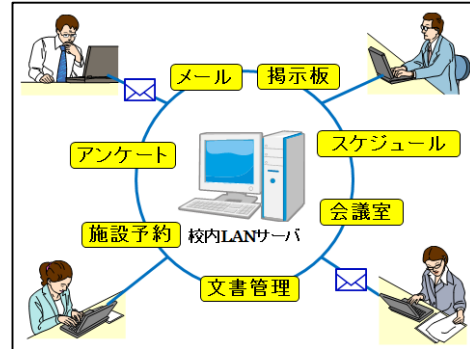 メール
掲示板
アンケート
スケジュール
施設予約
校内LANサーバ
会議室
文書管理